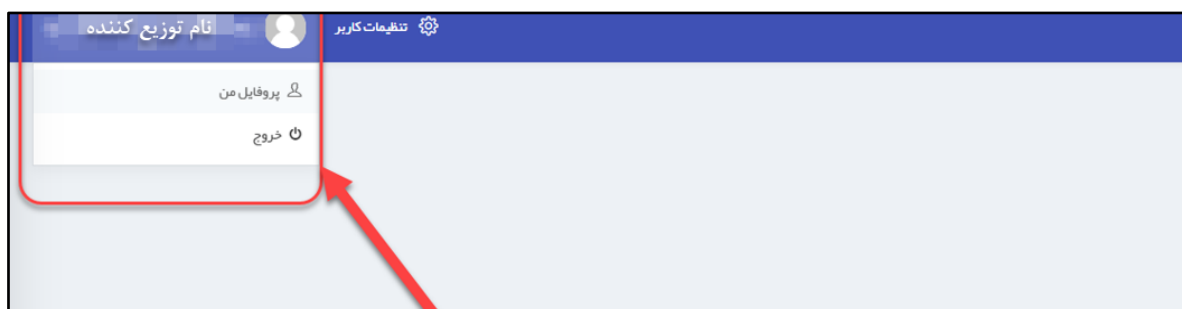 تنظیمات کاربر
نام توزیع کننده
پروفایل من
خروج